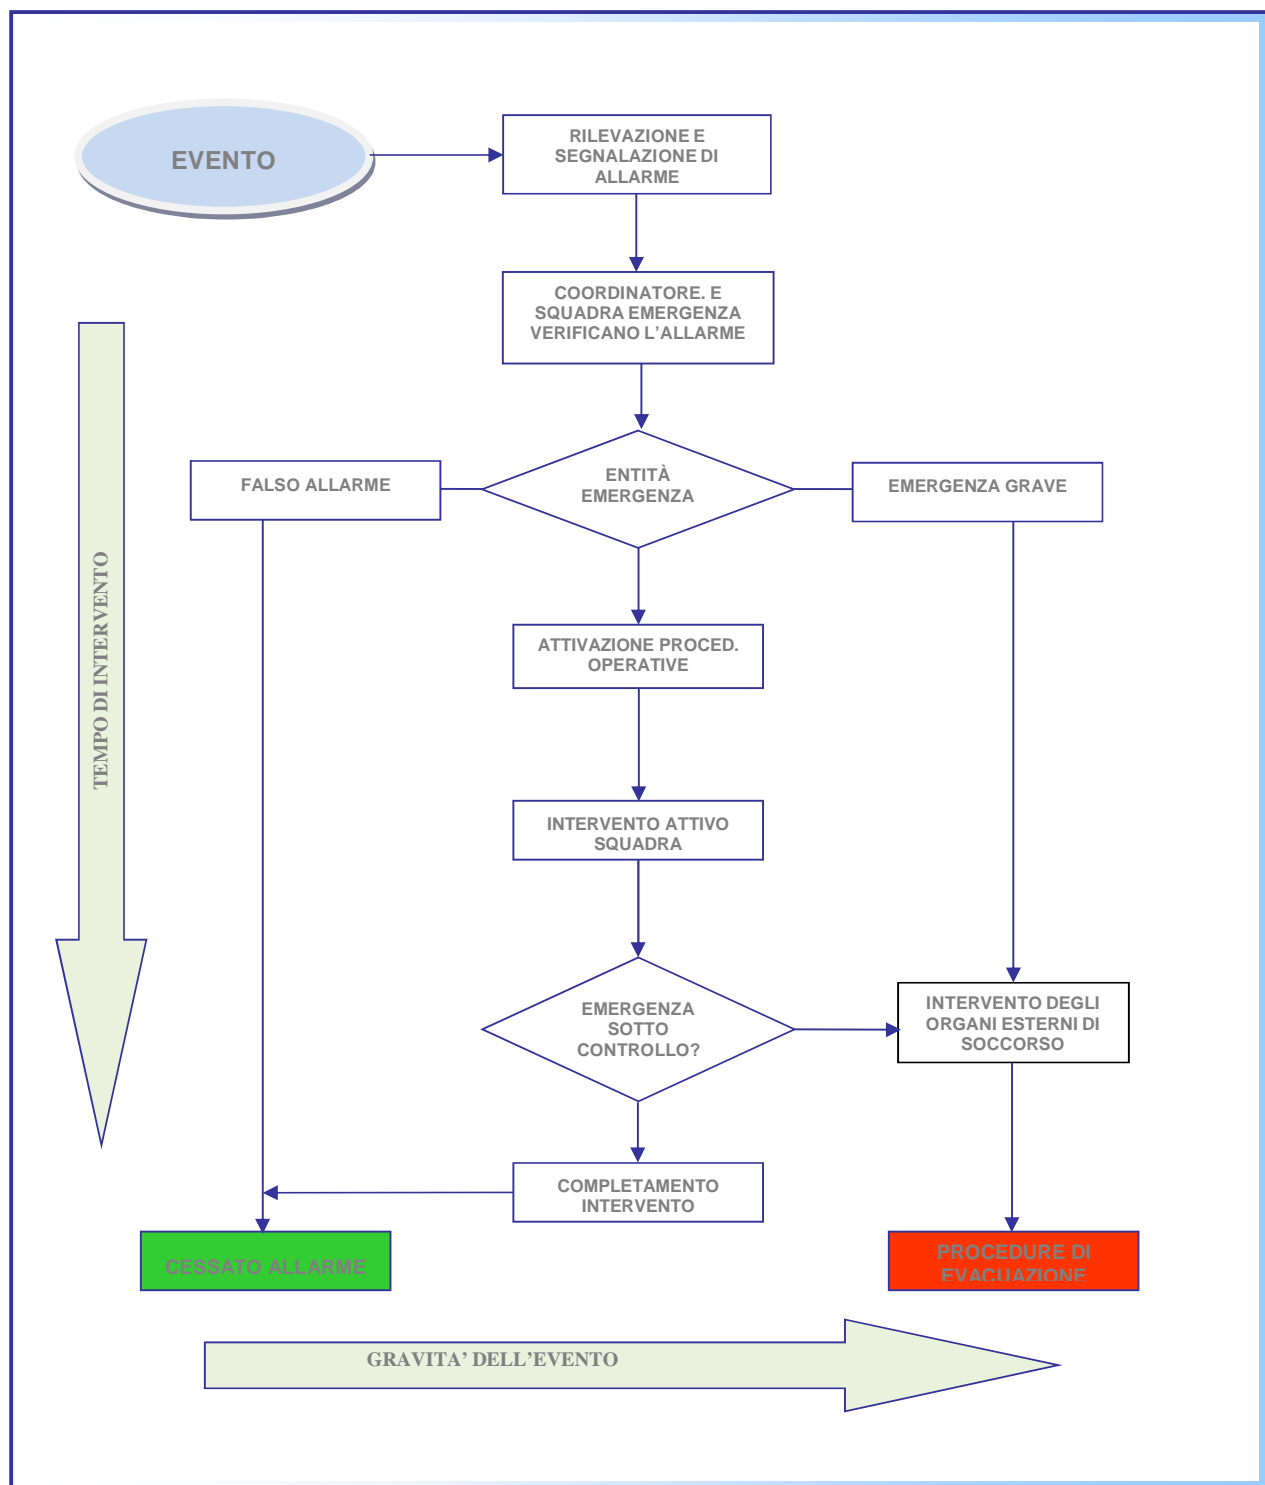 EVENTO
RILEVAZIONE E
SEGNALAZIONE DI
ALLARME
COORDINATORE. E
SQUADRA EMERGENZA
VERIFICANO L’ALLARME
ENTITÀ
EMERGENZA
FALSO ALLARME
EMERGENZA GRAVE
TEMPO DI INTERVENTO
ATTIVAZIONE PROCED.
OPERATIVE
INTERVENTO ATTIVO
SQUADRA
EMERGENZA
SOTTO
CONTROLLO?
INTERVENTO DEGLI
ORGANI ESTERNI DI
SOCCORSO
COMPLETAMENTO
INTERVENTO
CESSATO ALLARME
PROCEDURE DI
EVACUAZIONE
GRAVITA’ DELL’EVENTO